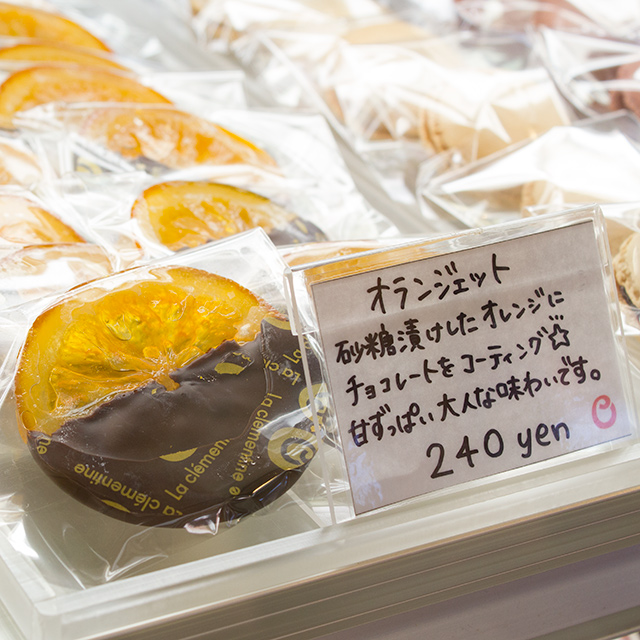 オランジェット
砂糖漬けしたオレンジに
チョコレートをコーティング☆
甘ずっぱい大人な味わいです。
240 yen
La clémentine
La clémentine